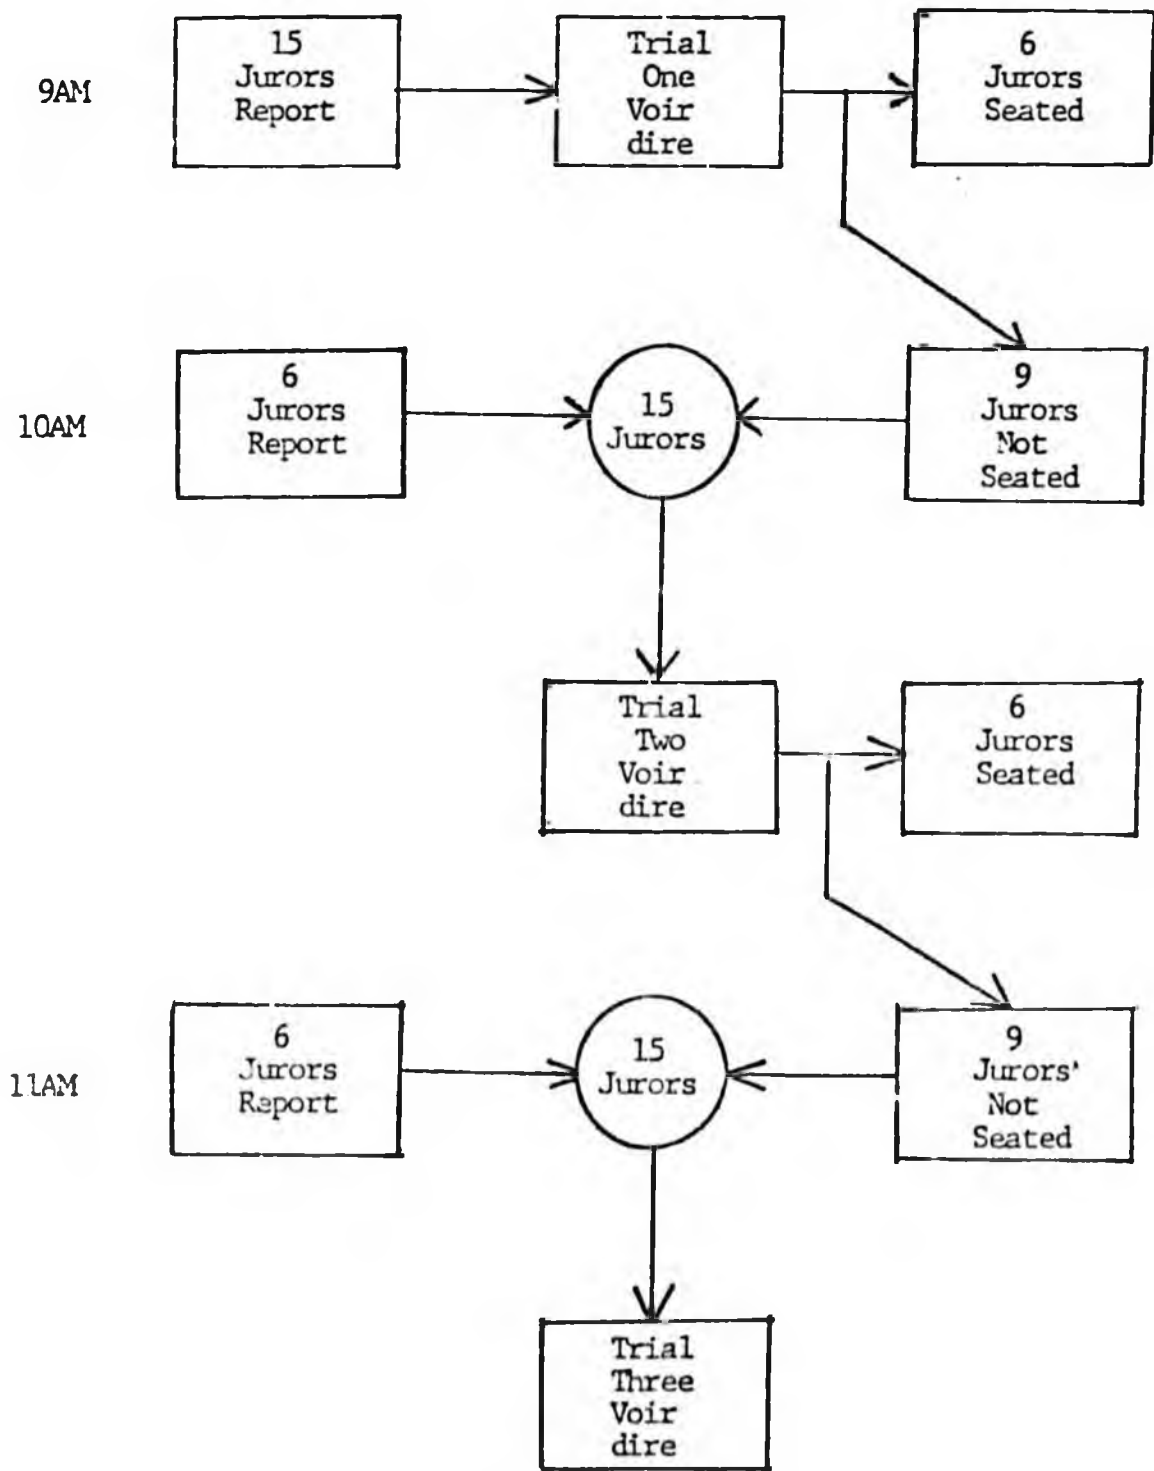 15
Jurors
Report
Trial
One
Voir
dire
6
Jurors
Seated
9AM
6
Jurors
Report
15
Jurors
9
Jurors
Not
Seated
10AM
Trial
Two
Voir
dire
6
Jurors
Seated
6
Jurors
Report
15
Jurors
9
Jurors'
Not
Seated
11AM
Trial
Three
Voir
dire